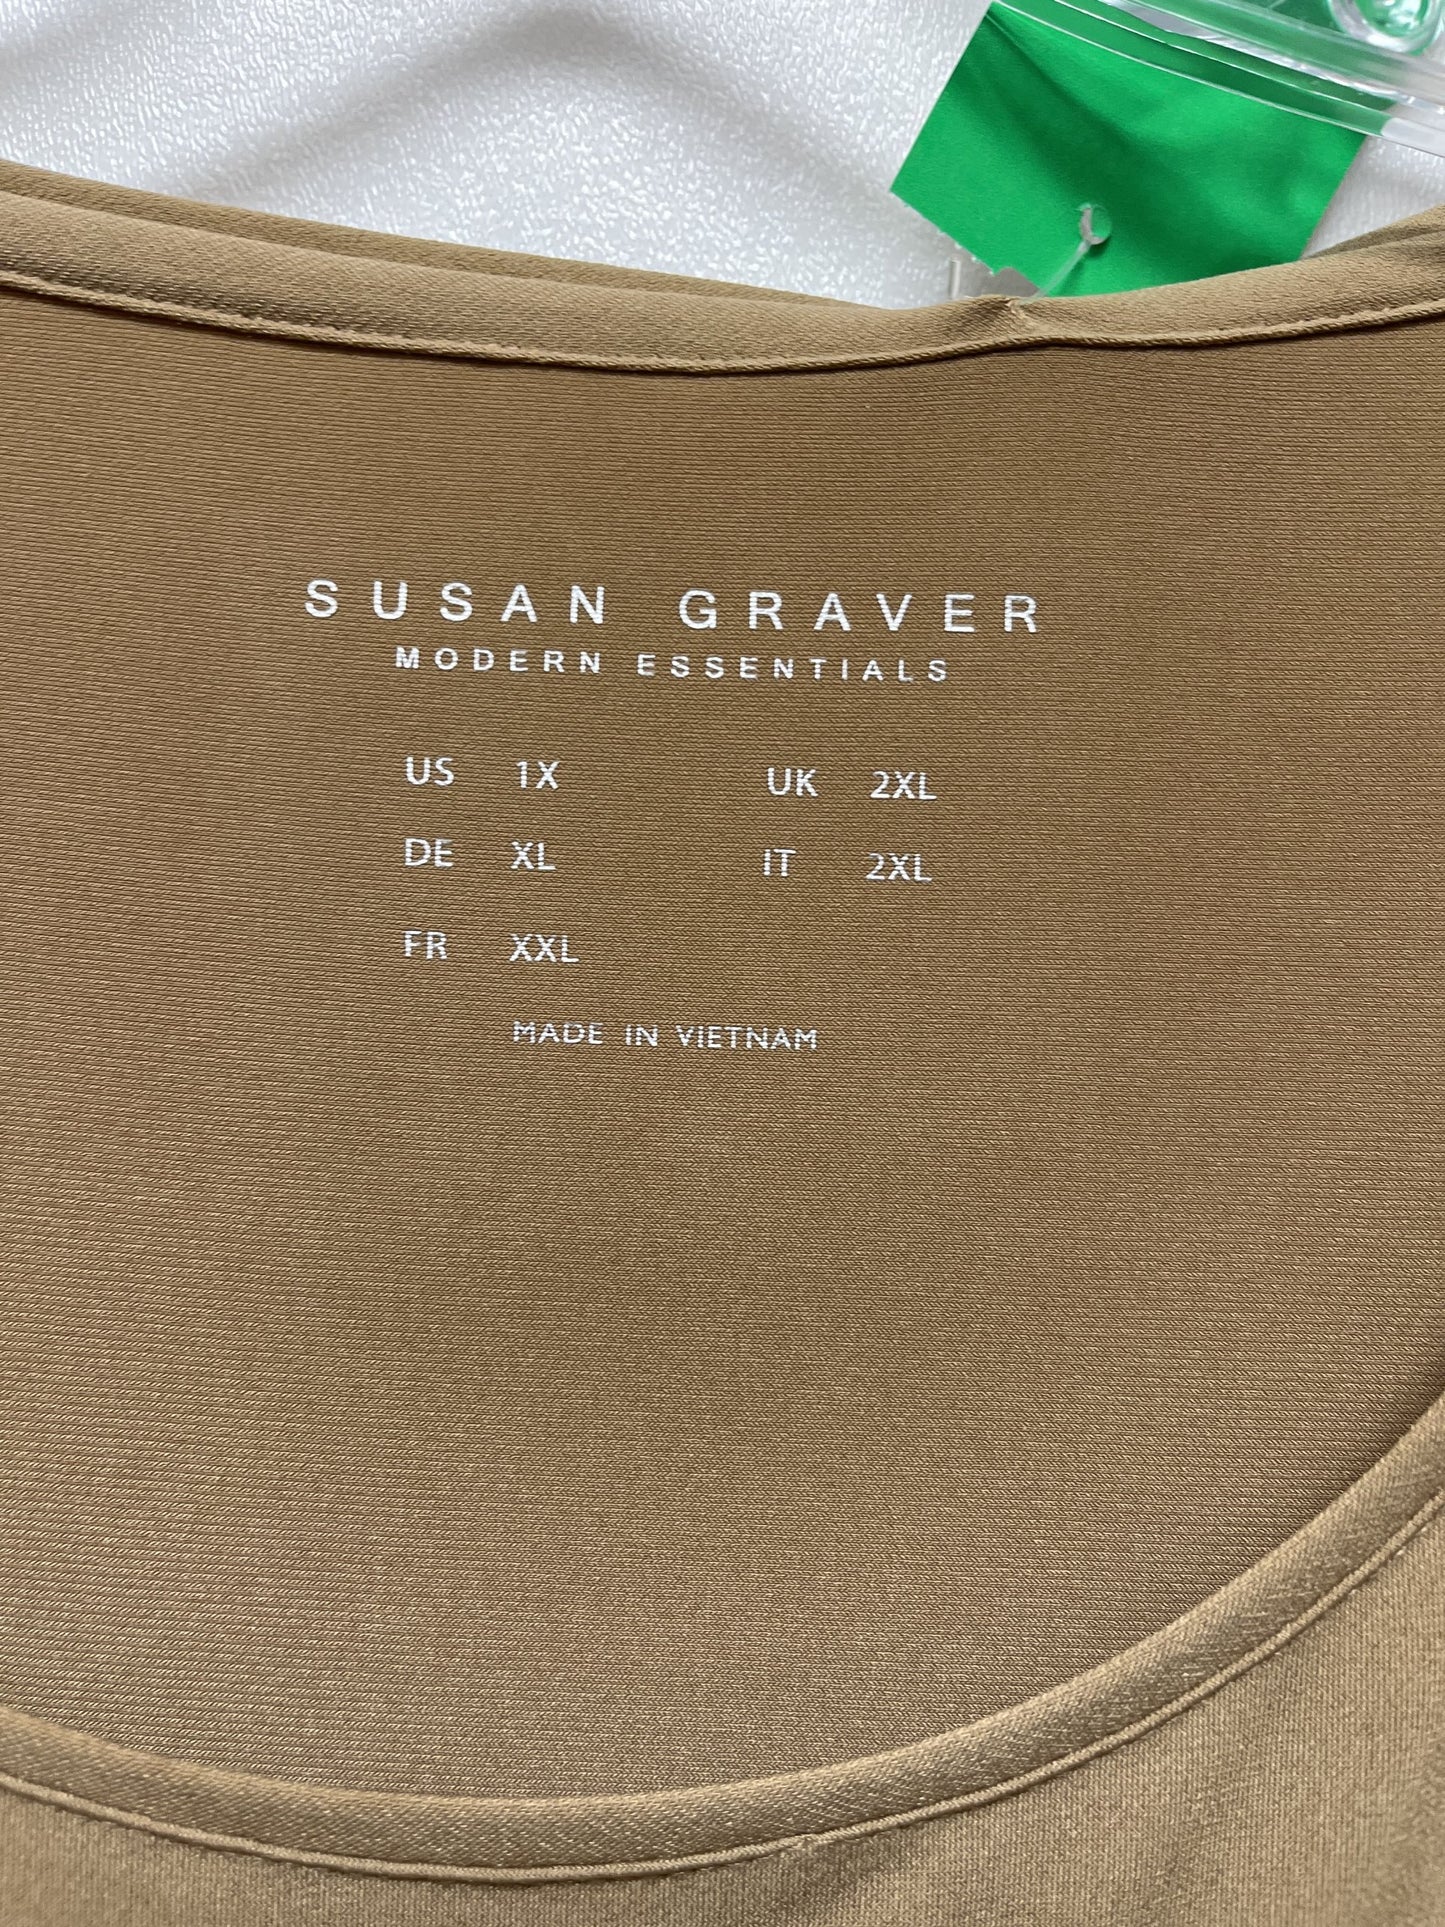 SUSAN GRAVER
MODERN ESSENTIALS
US 1X UK 2XL
DE XL IT 2XL
FR XXL
MADE IN VIETNAM